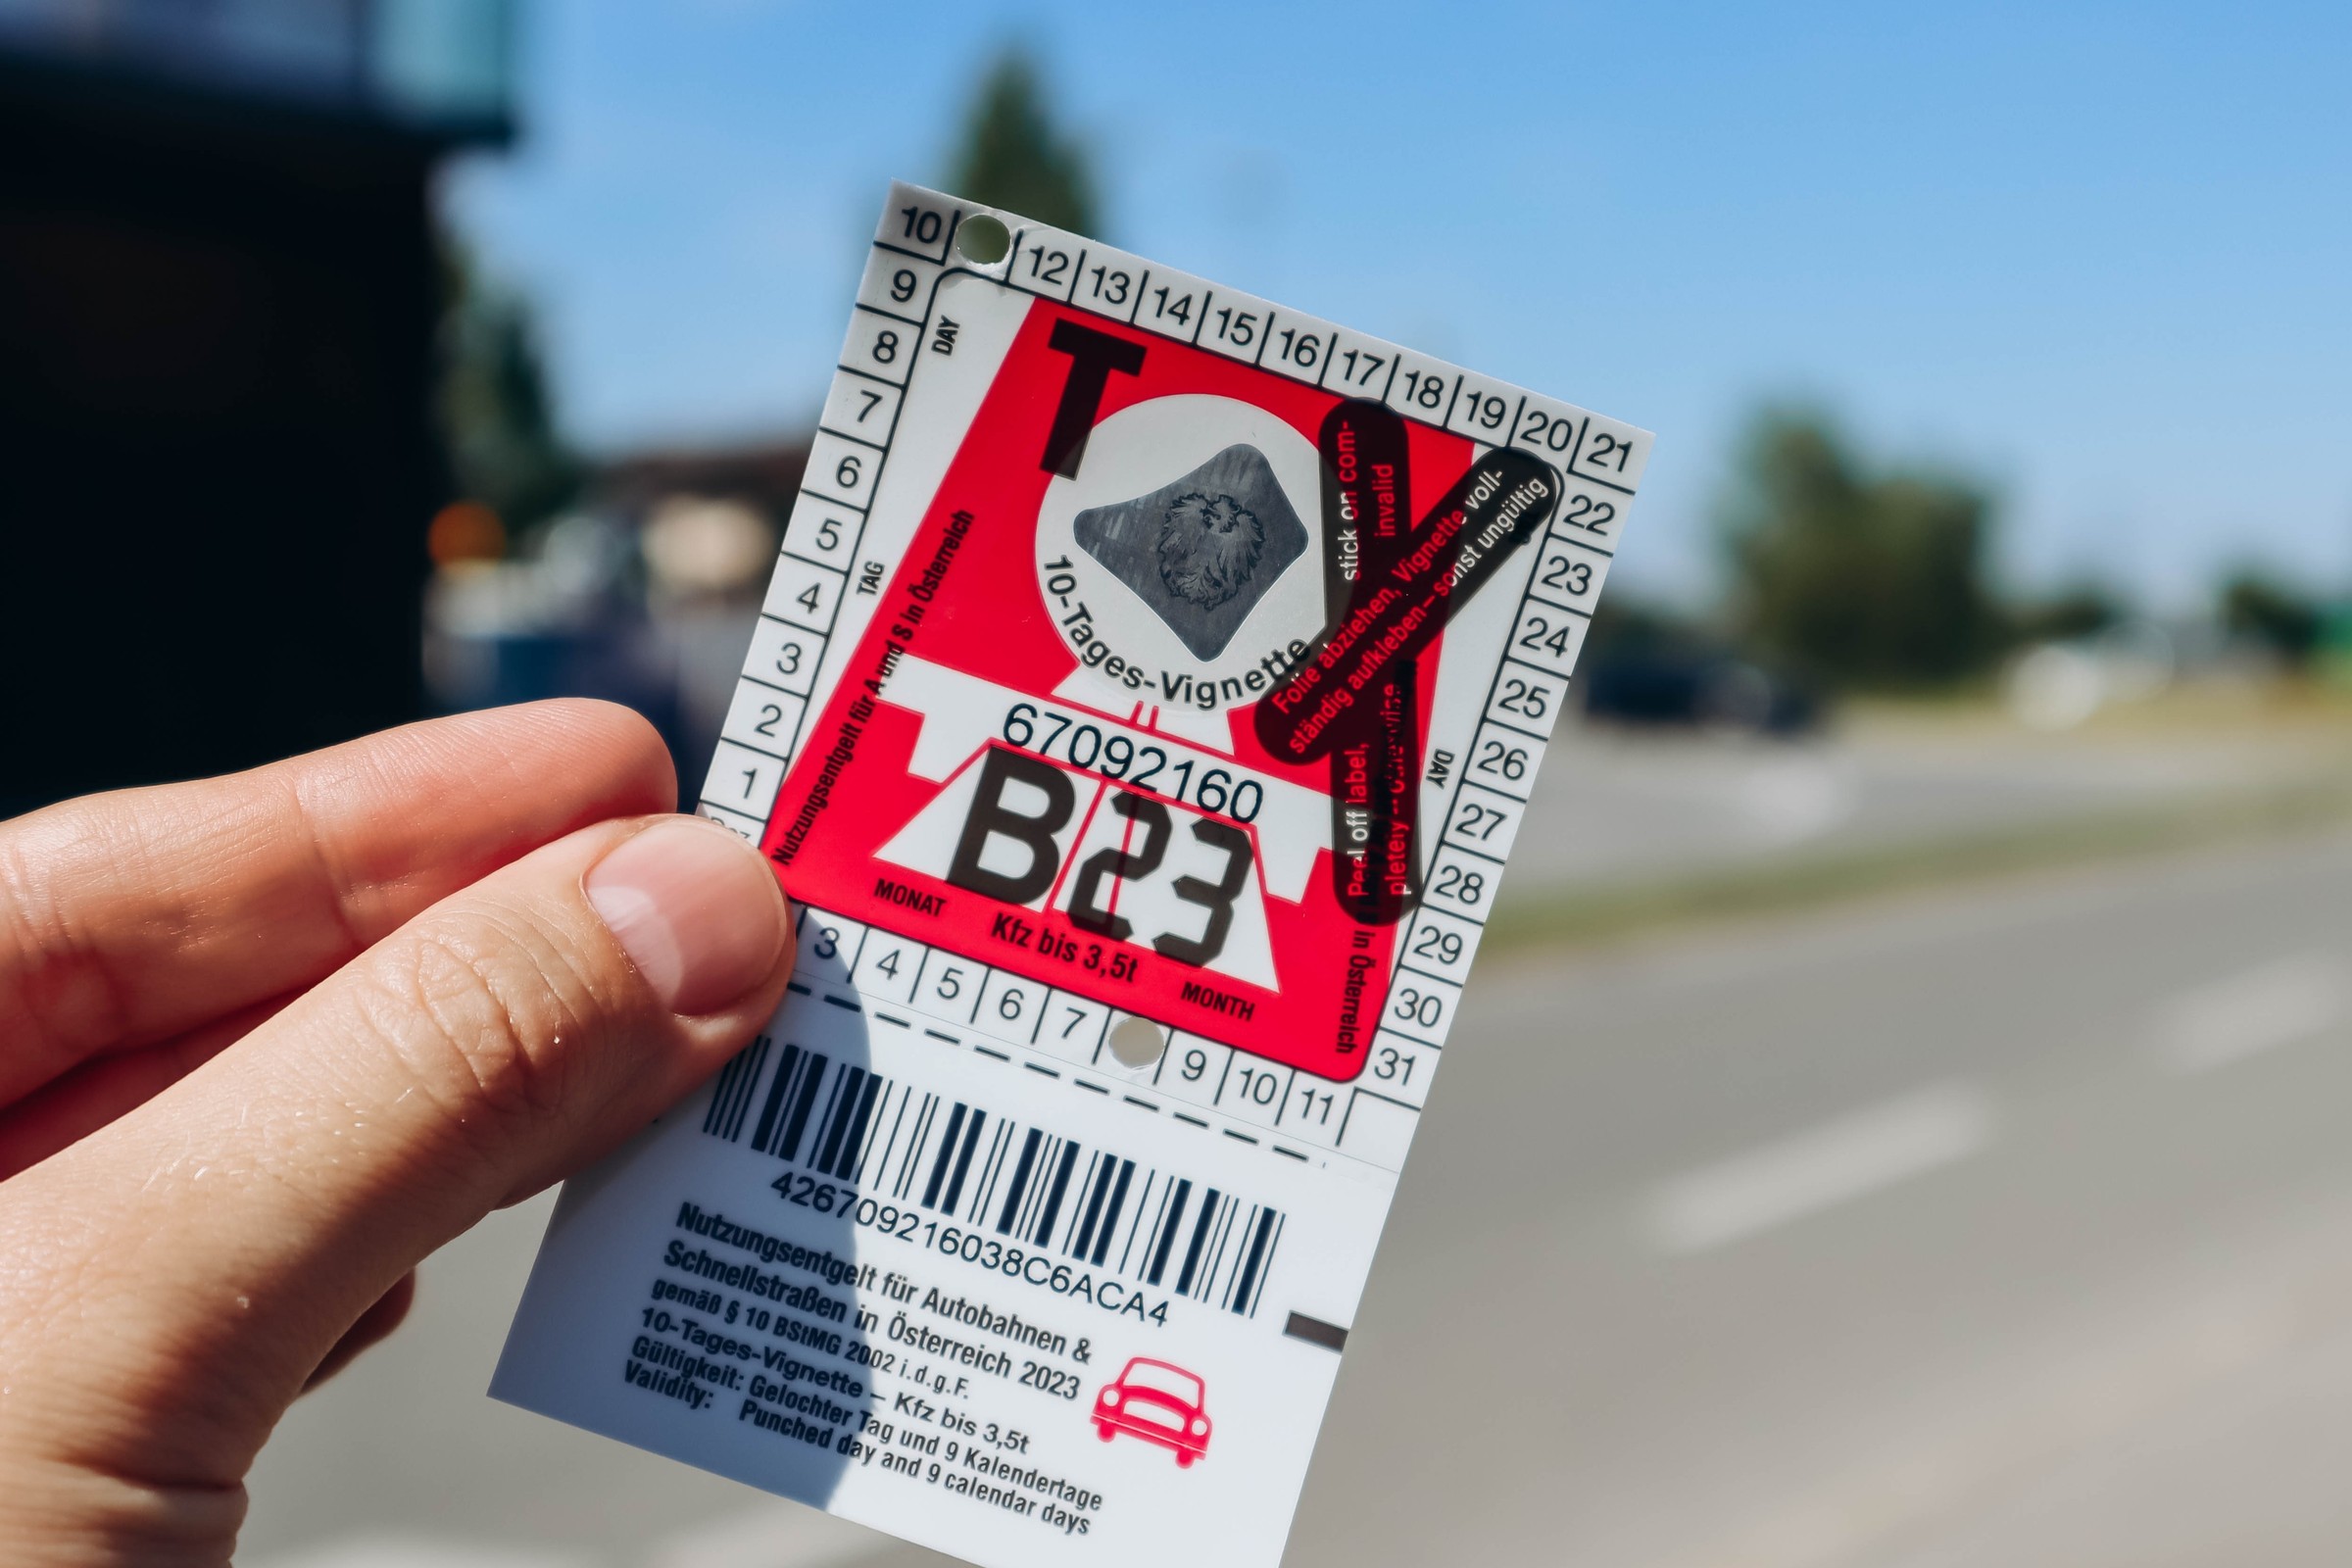 10 12 13 14 15 16 17 18 19 20 21
9
8
7
6
5
4
3
2
1
DAY
TAG
22
23
24
25
26
27
28
29
30
31
DAY
T
10-Tages-Vignette
Nutzungsentgelt für A und S in Österreich
stick on com-
invalid
Folie abziehen, Vignette voll-
ständig aufkleben – sonst ungültig
Peel off label,
pletely – otherwise
in Österreich
67092160
B23
MONAT
Kfz bis 3,5t
MONTH
3 4 5 6 7 9 10 11
426709216038C6ACA4
Nutzungsentgelt für Autobahnen &
Schnellstraßen in Österreich 2023
gemäß § 10 BStMG 2002 i.d.g.F.
10-Tages-Vignette – Kfz bis 3,5t
Gültigkeit: Gelochter Tag und 9 Kalendertage
Validity: Punched day and 9 calendar days